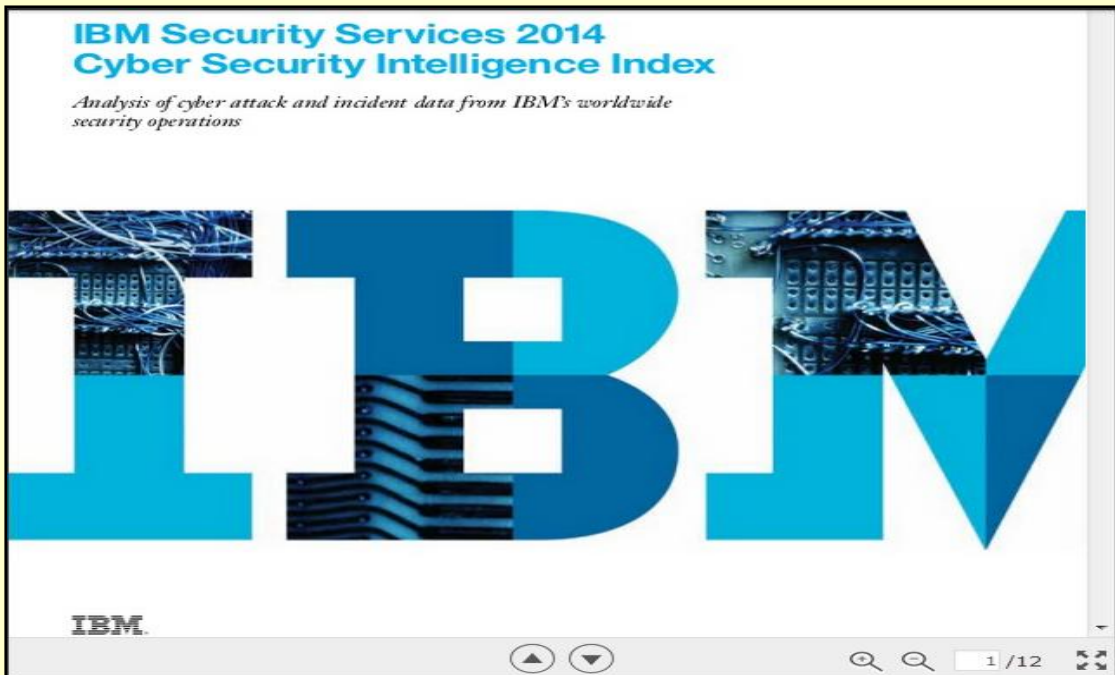 IBM Security Services 2014
Cyber Security Intelligence Index
Analysis of cyber attack and incident data from IBM's worldwide
security operations
IBM
IBM.
1 /12